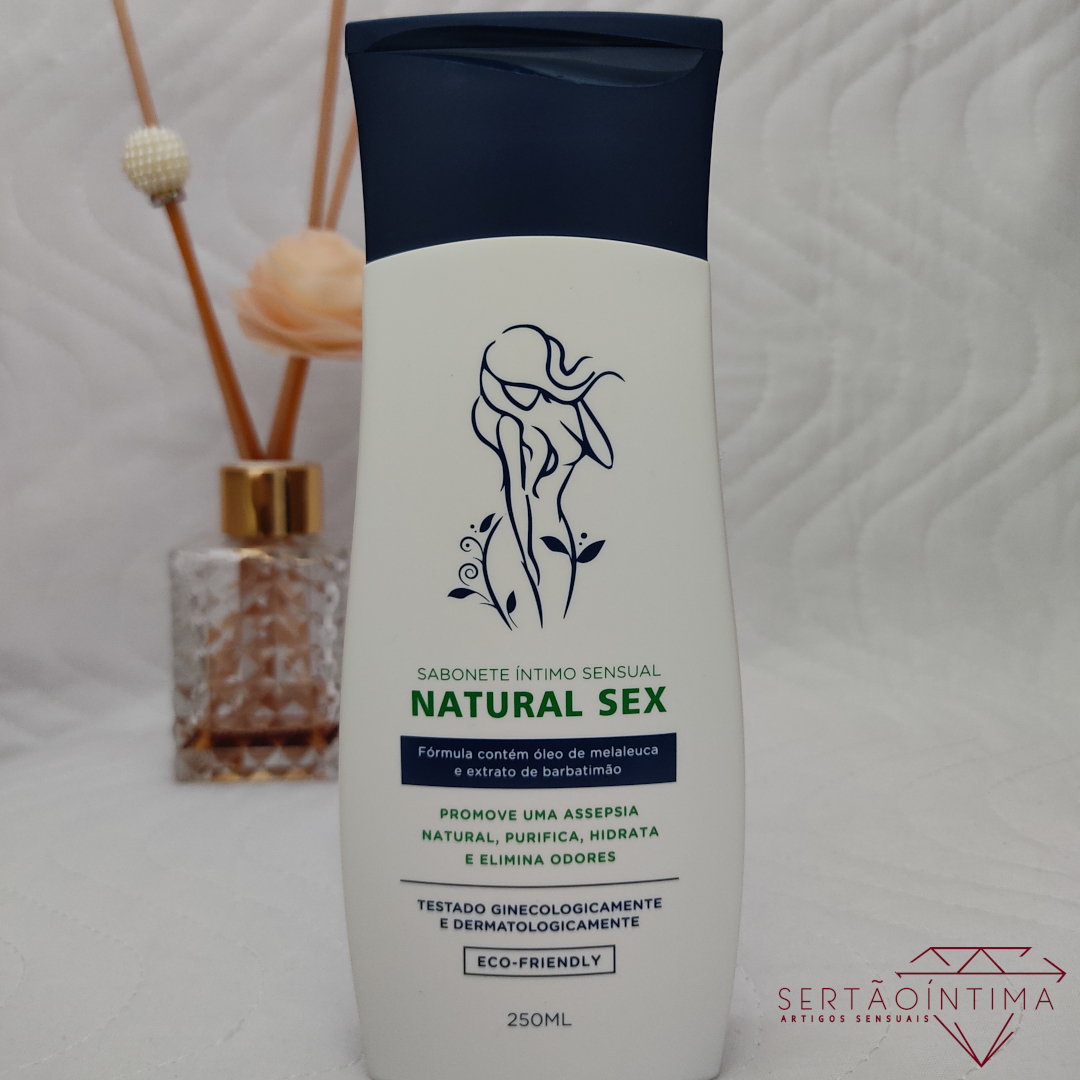 SABONETE ÍNTIMO SENSUAL
NATURAL SEX
Fórmula contém óleo de melaleuca
e extrato de barbatimão
PROMOVE UMA ASSEPSIA
NATURAL, PURIFICA, HIDRATA
E ELIMINA ODORES
TESTADO GINECOLOGICAMENTE
E DERMATOLOGICAMENTE
ECO-FRIENDLY
250ML
SERTÃOÍNTIMA
ARTIGOS SENSUAIS